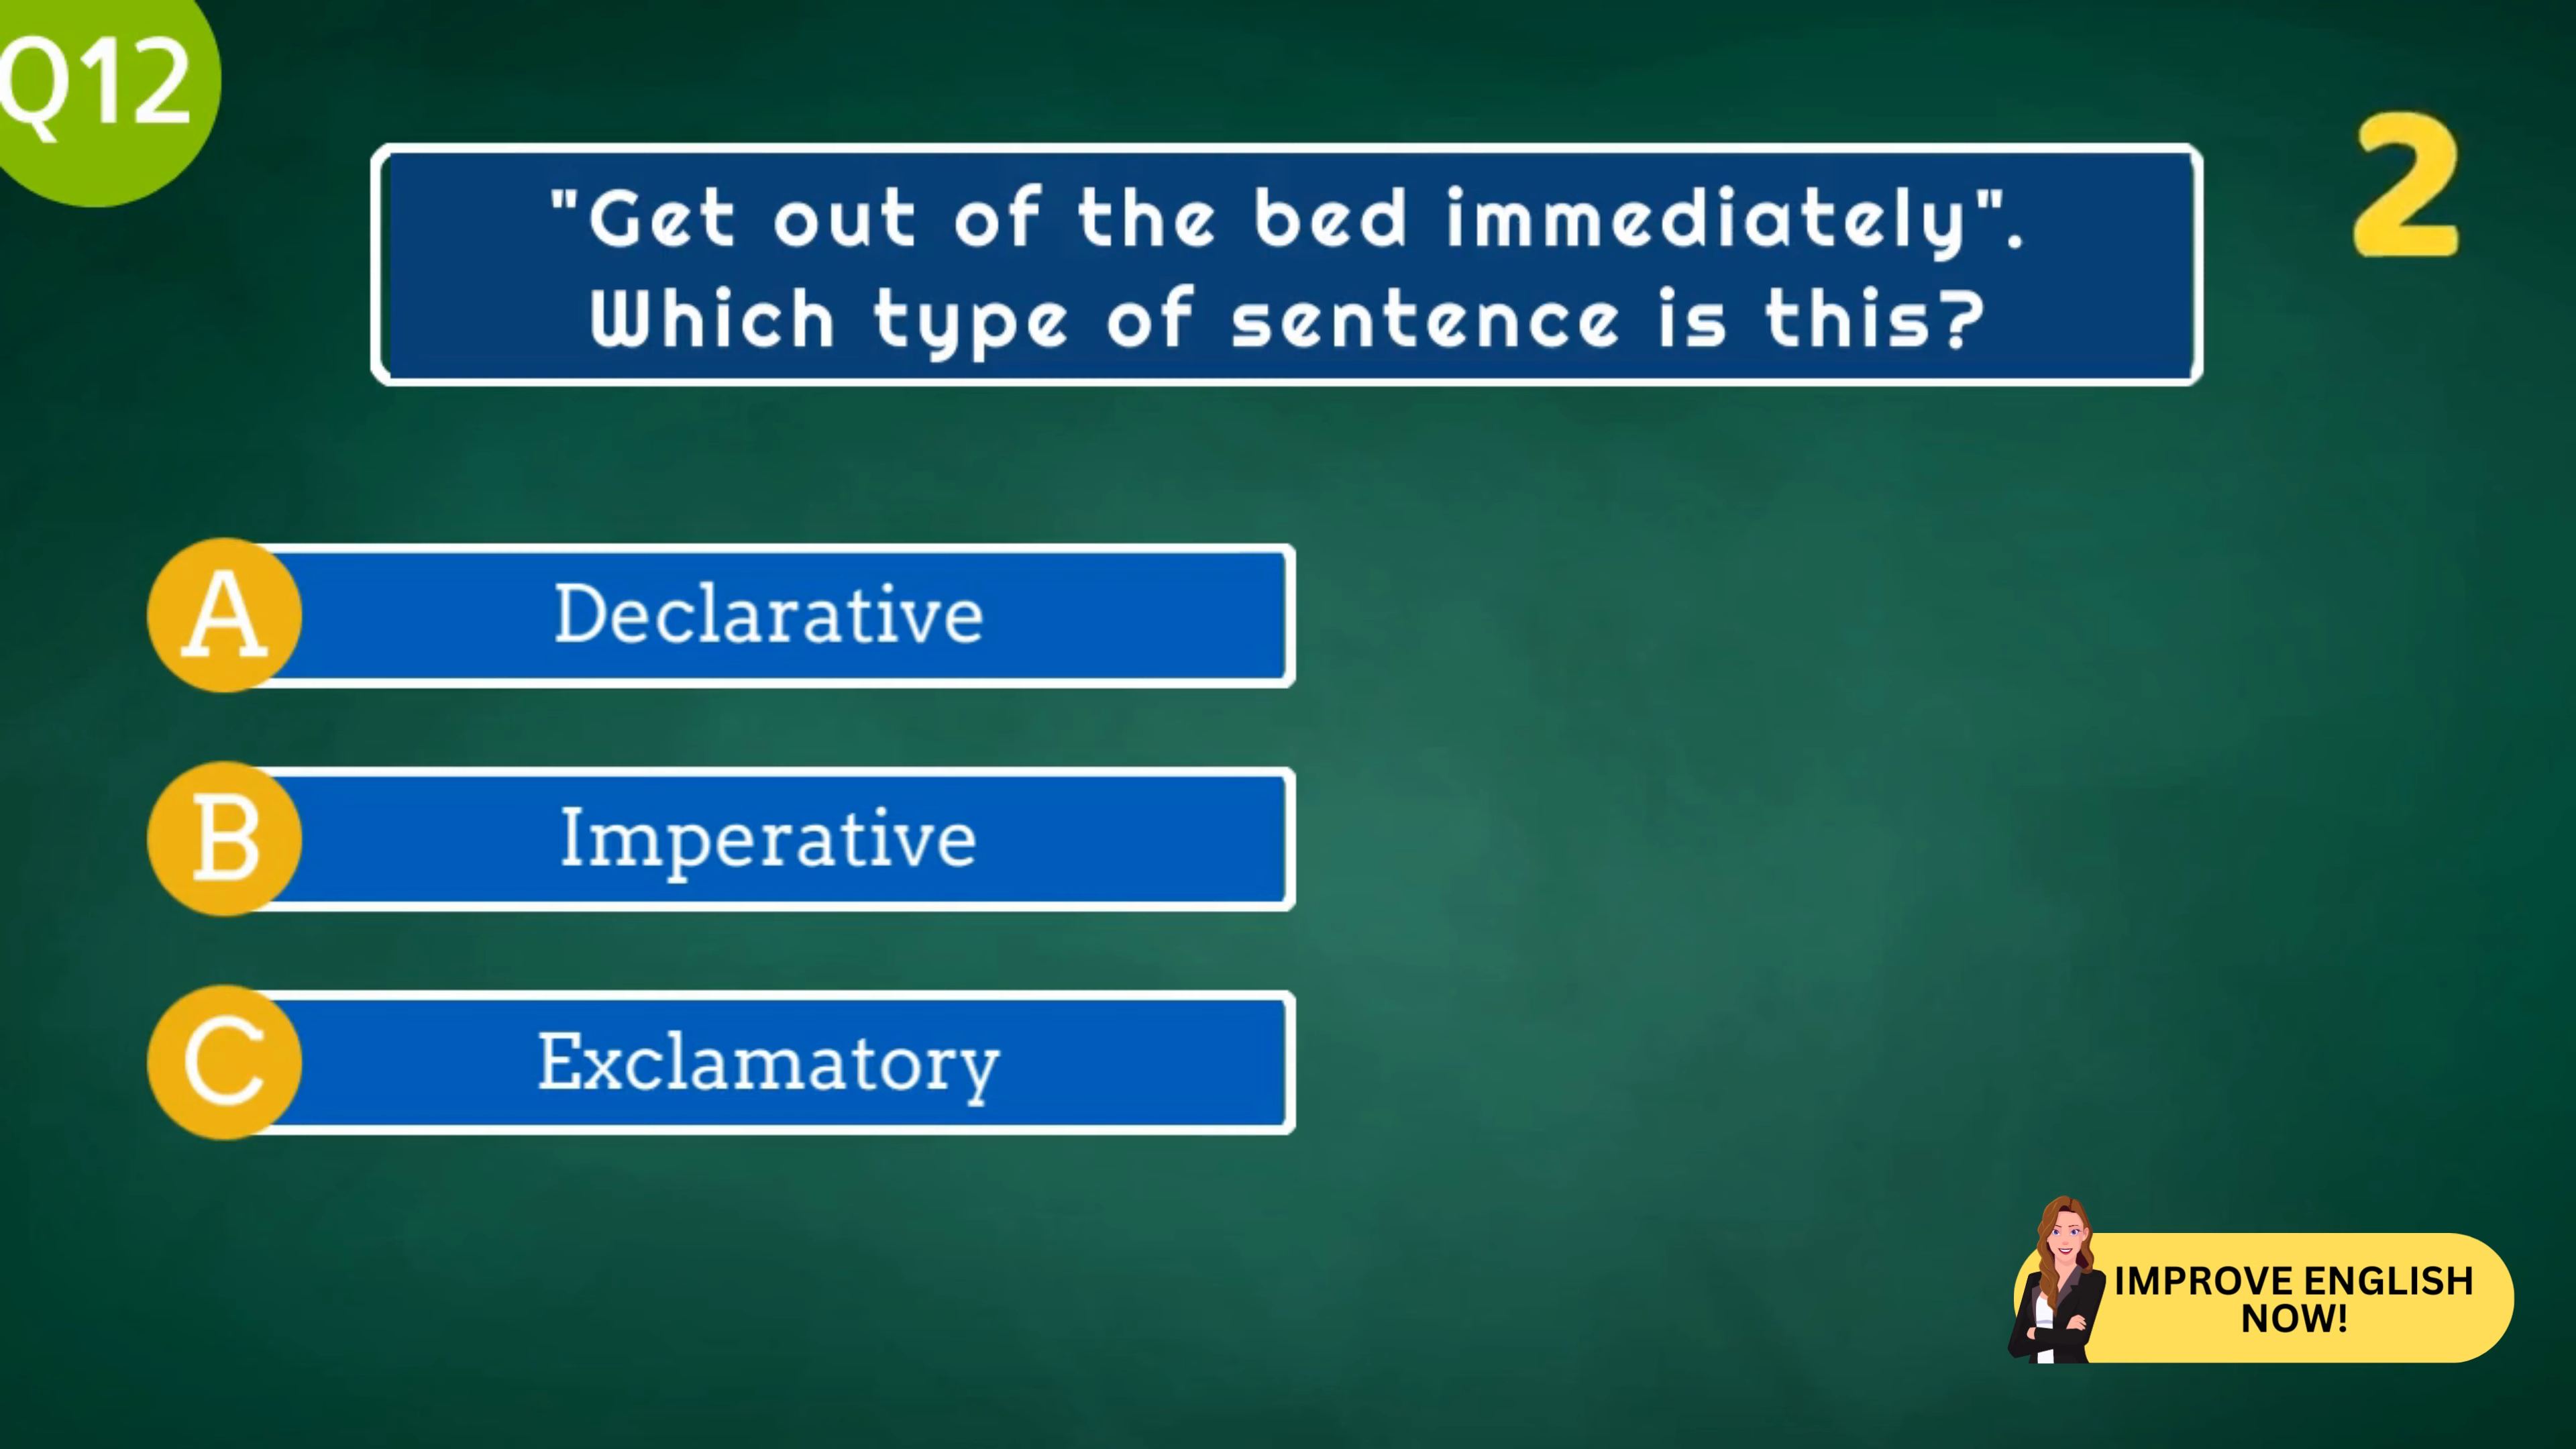 Q12
2
"Get out of the bed immediately".
Which type of sentence is this?
A Declarative
B Imperative
C Exclamatory
IMPROVE ENGLISH
NOW!